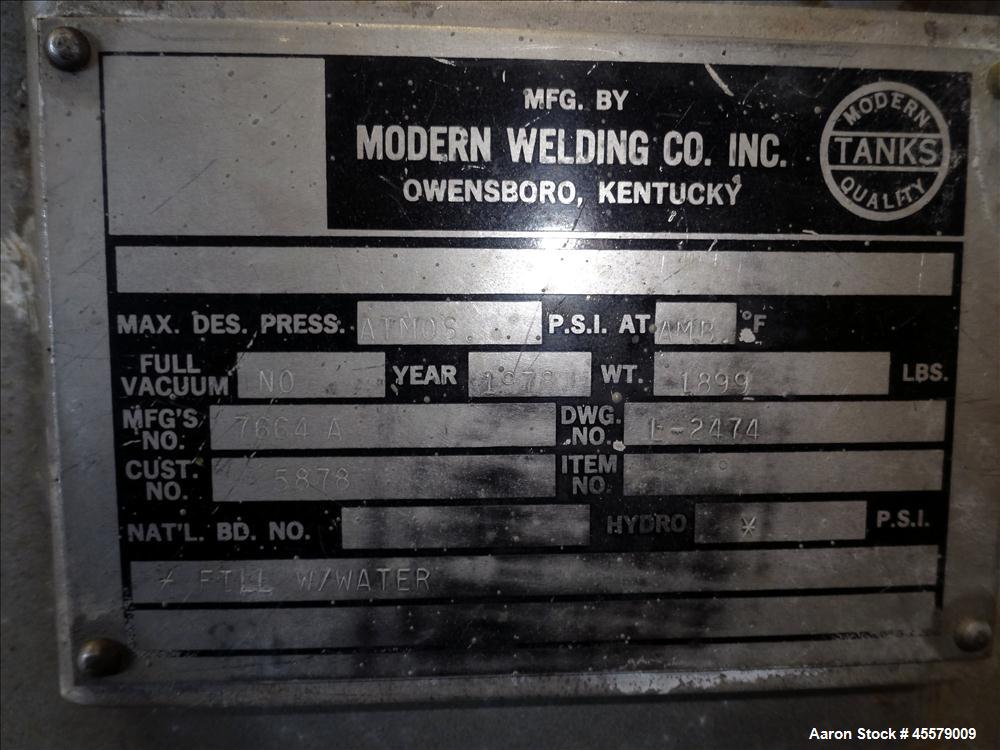 MFG. BY
MODERN WELDING CO. INC.
OWENSBORO, KENTUCKY
MODERN
TANKS
QUALITY
MAX. DES. PRESS. ATMOS. P.S.I. AT AMB. °F
FULL VACUUM NO YEAR 1978 WT. 1899 LBS.
MFG'S NO. 7664 A DWG. NO. L-2474
CUST. NO. 5878 ITEM NO.
NAT'L. BD. NO. HYDRO * P.S.I.
* FILL W/WATER
Aaron Stock # 45579009